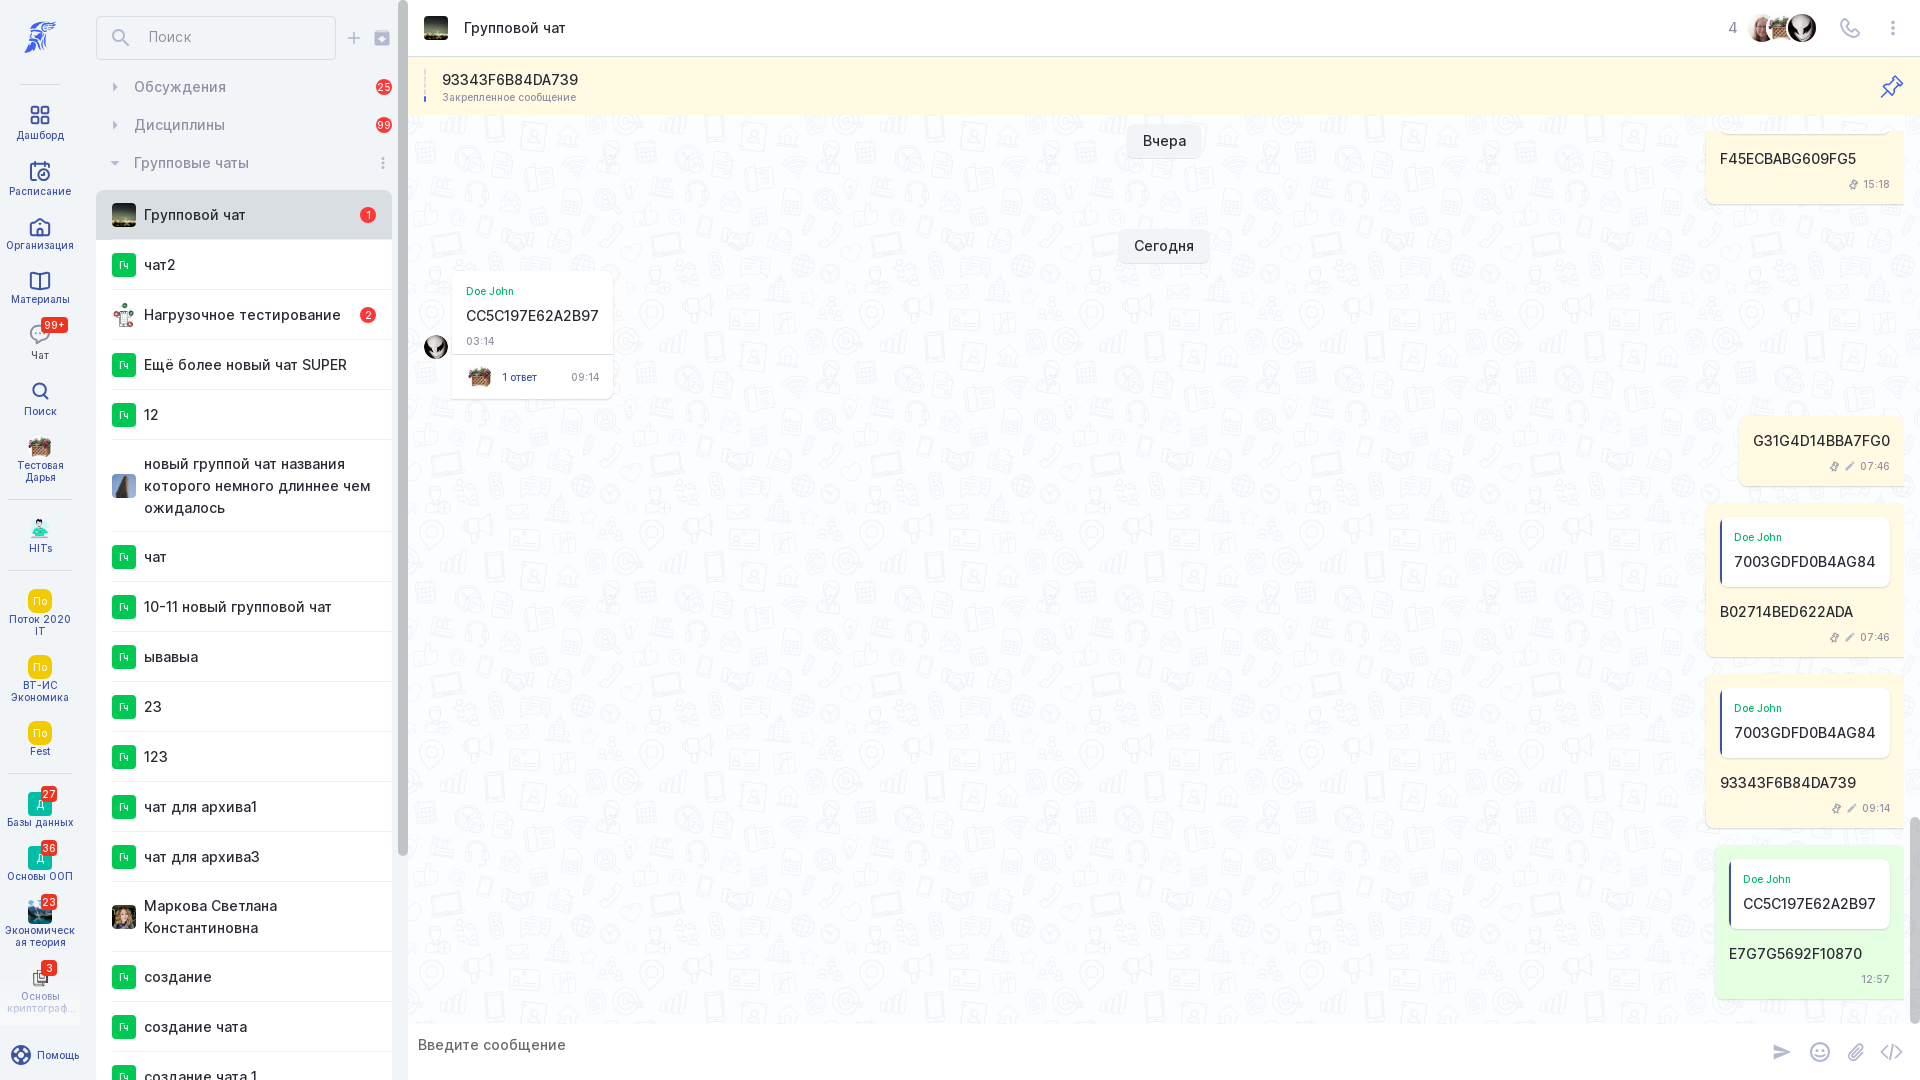 Дашборд
Расписание
Организация
Материалы
99+
Чат
Поиск
Тестовая
Дарья
HITs
По
Поток 2020
IT
По
ВТ-ИС
Экономика
По
Fest
27
Д
Базы данных
36
Д
Основы ООП
23
Экономическ
ая теория
3
Основы
криптограф...
Помощь
Поиск
Обсуждения
25
Дисциплины
99
Групповые чаты
Групповой чат
1
Гч
чат2
Нагрузочное тестирование
2
Гч
Ещё более новый чат SUPER
Гч
12
новый группой чат названия
которого немного длиннее чем
ожидалось
Гч
чат
Гч
10-11 новый групповой чат
Гч
ывавыа
Гч
23
Гч
123
Гч
чат для архива1
Гч
чат для архива3
Маркова Светлана
Константиновна
Гч
создание
Гч
создание чата
Гч
создание чата 1
Групповой чат
4
93343F6B84DA739
Закрепленное сообщение
Вчера
F45ECBABG609FG5
15:18
Сегодня
Doe John
CC5C197E62A2B97
03:14
1 ответ
09:14
G31G4D14BBA7FG0
07:46
Doe John
7003GDFD0B4AG84
B02714BED622ADA
07:46
Doe John
7003GDFD0B4AG84
93343F6B84DA739
09:14
Doe John
CC5C197E62A2B97
E7G7G5692F10870
12:57
Введите сообщение